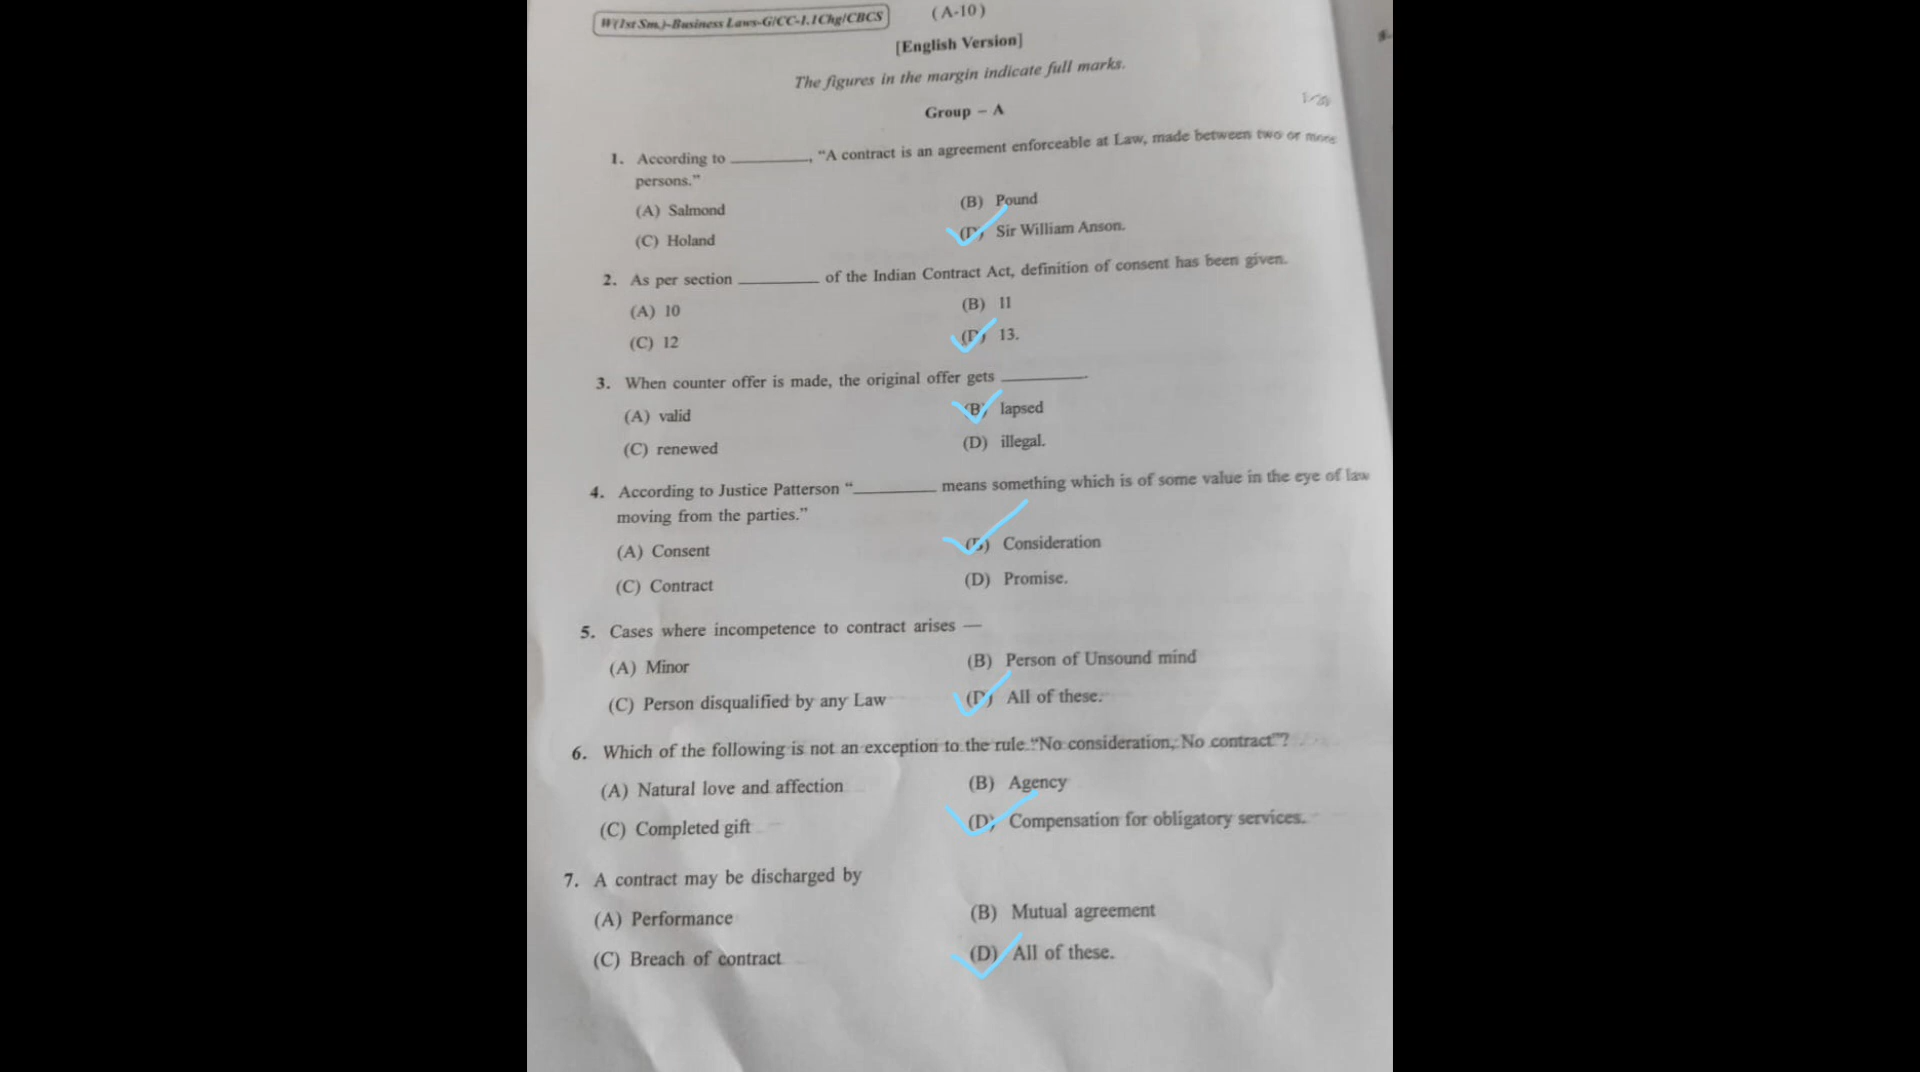 W(1st Sm.)-Business Laws-G/CC-1.1Chg/CBCS
(A-10)
[English Version]
The figures in the margin indicate full marks.
Group – A
1. According to __________, “A contract is an agreement enforceable at Law, made between two or more
persons.”
(A) Salmond (B) Pound
(C) Holand (D) Sir William Anson.
2. As per section __________ of the Indian Contract Act, definition of consent has been given.
(A) 10 (B) 11
(C) 12 (D) 13.
3. When counter offer is made, the original offer gets __________.
(A) valid (B) lapsed
(C) renewed (D) illegal.
4. According to Justice Patterson “__________ means something which is of some value in the eye of law
moving from the parties.”
(A) Consent (B) Consideration
(C) Contract (D) Promise.
5. Cases where incompetence to contract arises —
(A) Minor (B) Person of Unsound mind
(C) Person disqualified by any Law (D) All of these.
6. Which of the following is not an exception to the rule “No consideration, No contract”?
(A) Natural love and affection (B) Agency
(C) Completed gift (D) Compensation for obligatory services.
7. A contract may be discharged by
(A) Performance (B) Mutual agreement
(C) Breach of contract (D) All of these.